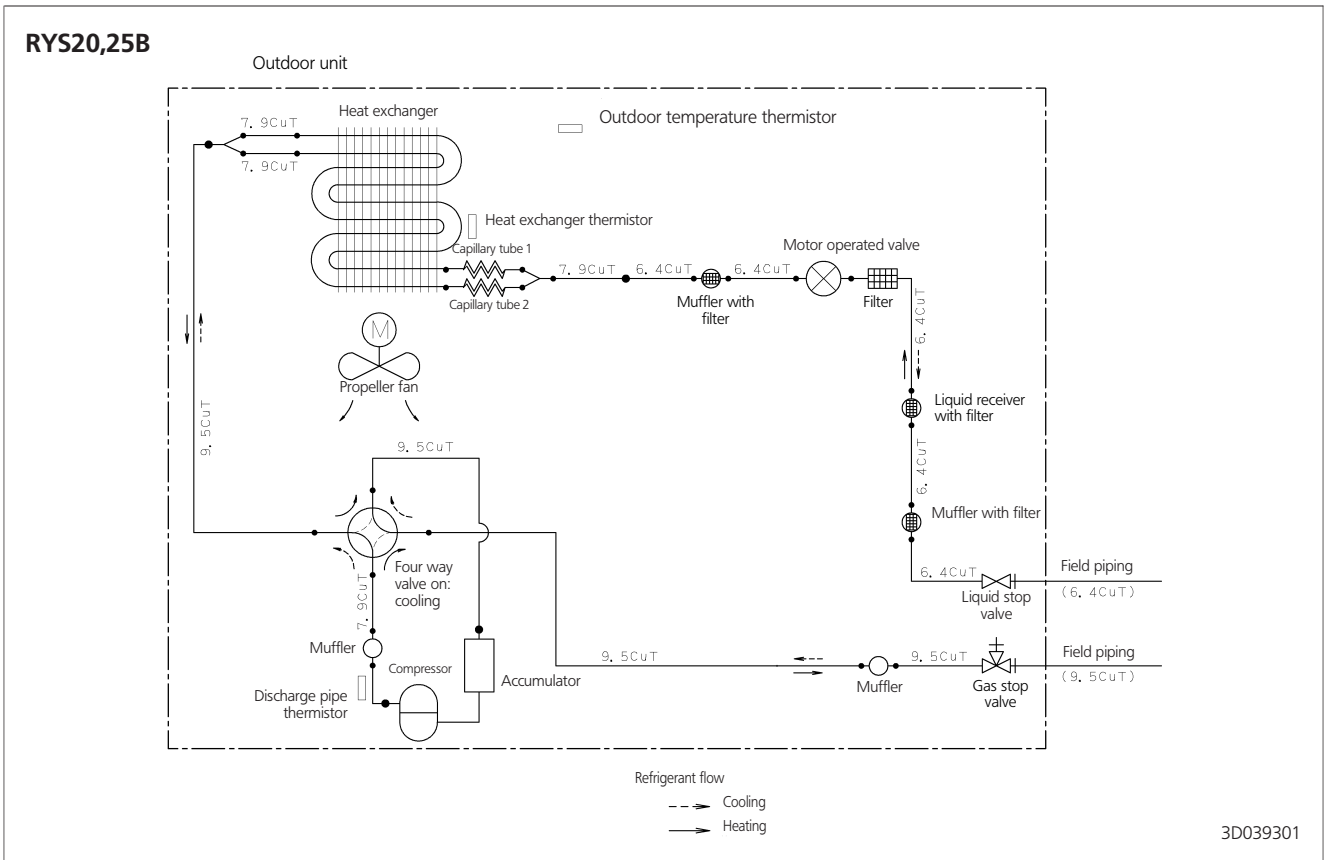 RYS20,25B
Outdoor unit
Heat exchanger
7. 9CuT
7. 9CuT
Outdoor temperature thermistor
Heat exchanger thermistor
Capillary tube 1
Capillary tube 2
7. 9CuT
6. 4CuT
6. 4CuT
Muffler with
filter
Motor operated valve
Filter
6. 4CuT
M
Propeller fan
9. 5CuT
Liquid receiver
with filter
6. 4CuT
Muffler with filter
9. 5CuT
Four way
valve on:
cooling
7. 9CuT
6. 4CuT
Liquid stop
valve
Field piping
(6. 4CuT)
Muffler
Compressor
Accumulator
Discharge pipe
thermistor
9. 5CuT
Muffler
9. 5CuT
Gas stop
valve
Field piping
(9. 5CuT)
Refrigerant flow
Cooling
Heating
3D039301